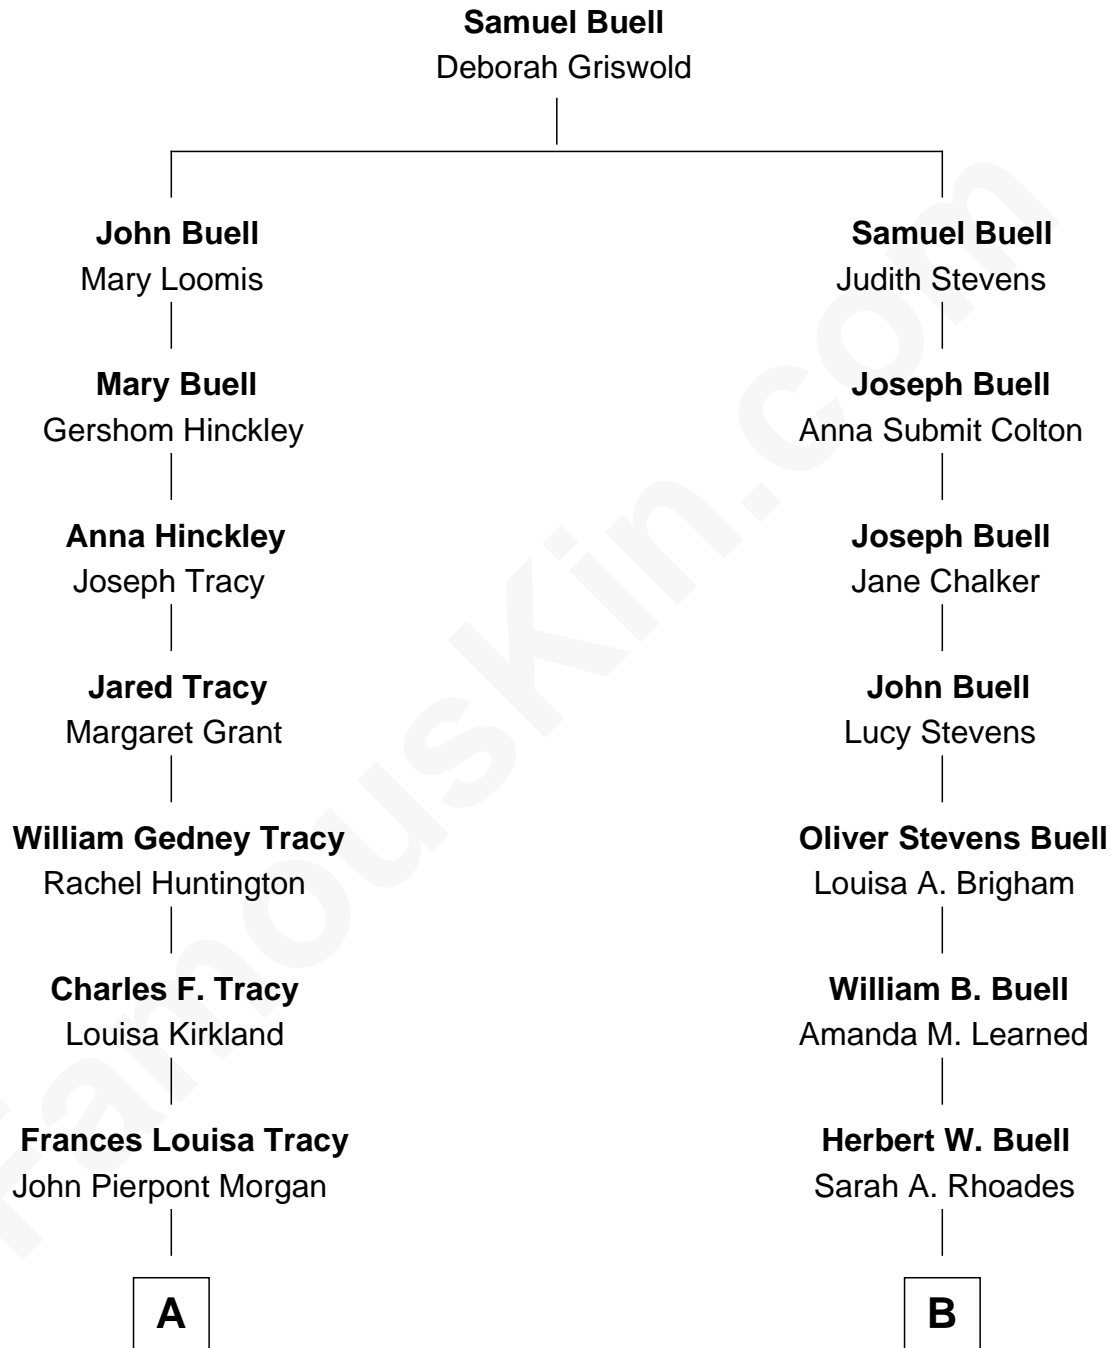 Samuel Buell
Deborah Griswold
John Buell
Mary Loomis
Samuel Buell
Judith Stevens
Mary Buell
Gershom Hinckley
Joseph Buell
Anna Submit Colton
Anna Hinckley
Joseph Tracy
Joseph Buell
Jane Chalker
Jared Tracy
Margaret Grant
John Buell
Lucy Stevens
William Gedney Tracy
Rachel Huntington
Oliver Stevens Buell
Louisa A. Brigham
Charles F. Tracy
Louisa Kirkland
William B. Buell
Amanda M. Learned
Frances Louisa Tracy
John Pierpont Morgan
Herbert W. Buell
Sarah A. Rhoades
A
B
FamousKin.com